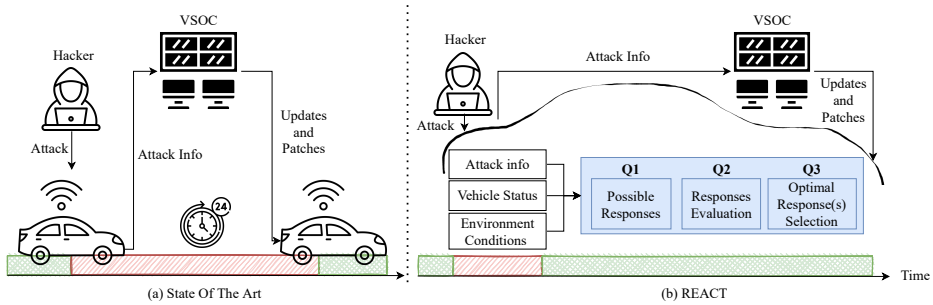 VSOC
Hacker
Attack
Attack Info
24
Updates
and
Patches
(a) State Of The Art
VSOC
Hacker
Attack Info
Attack
Updates
and
Patches
Attack info
Vehicle Status
Environment
Conditions
Q1
Possible
Responses
Q2
Responses
Evaluation
Q3
Optimal
Response(s)
Selection
Time
(b) REACT